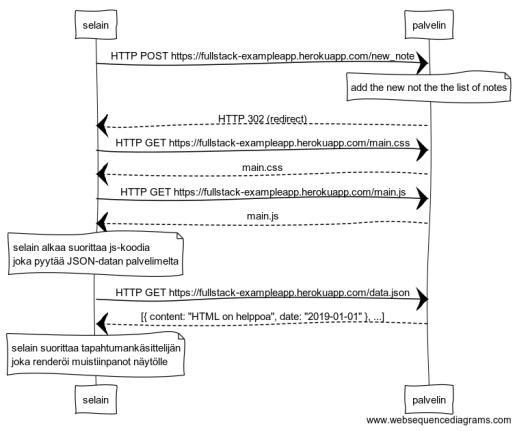 selain
palvelin
HTTP POST https://fullstack-exampleapp.herokuapp.com/new_note
add the new not the the list of notes
HTTP 302 (redirect)
HTTP GET https://fullstack-exampleapp.herokuapp.com/main.css
main.css
HTTP GET https://fullstack-exampleapp.herokuapp.com/main.js
main.js
selain alkaa suorittaa js-koodia
joka pyytää JSON-datan palvelimelta
HTTP GET https://fullstack-exampleapp.herokuapp.com/data.json
[{ content: "HTML on helppoa", date: "2019-01-01" }, ...]
selain suorittaa tapahtumankäsittelijän
joka renderöi muistiinpanot näytölle
selain
palvelin
www.websequencediagrams.com